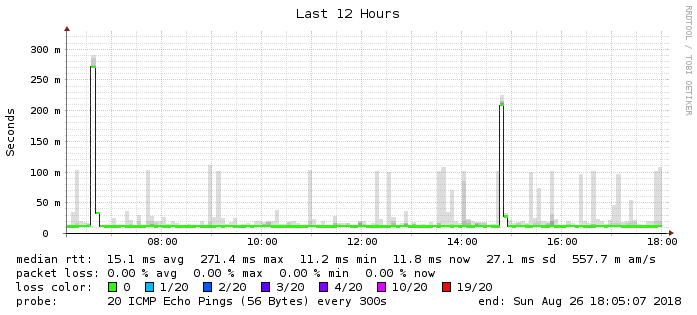 Last 12 Hours
RRDTOOL / TOBI OETIKER
Seconds
300 m
250 m
200 m
150 m
100 m
50 m
0
08:00 10:00 12:00 14:00 16:00 18:00
median rtt: 15.1 ms avg 271.4 ms max 11.2 ms min 11.8 ms now 27.1 ms sd 557.7 m am/s
packet loss: 0.00 % avg 0.00 % max 0.00 % min 0.00 % now
loss color: 0 1/20 2/20 3/20 4/20 10/20 19/20
probe: 20 ICMP Echo Pings (56 Bytes) every 300s end: Sun Aug 26 18:05:07 2018